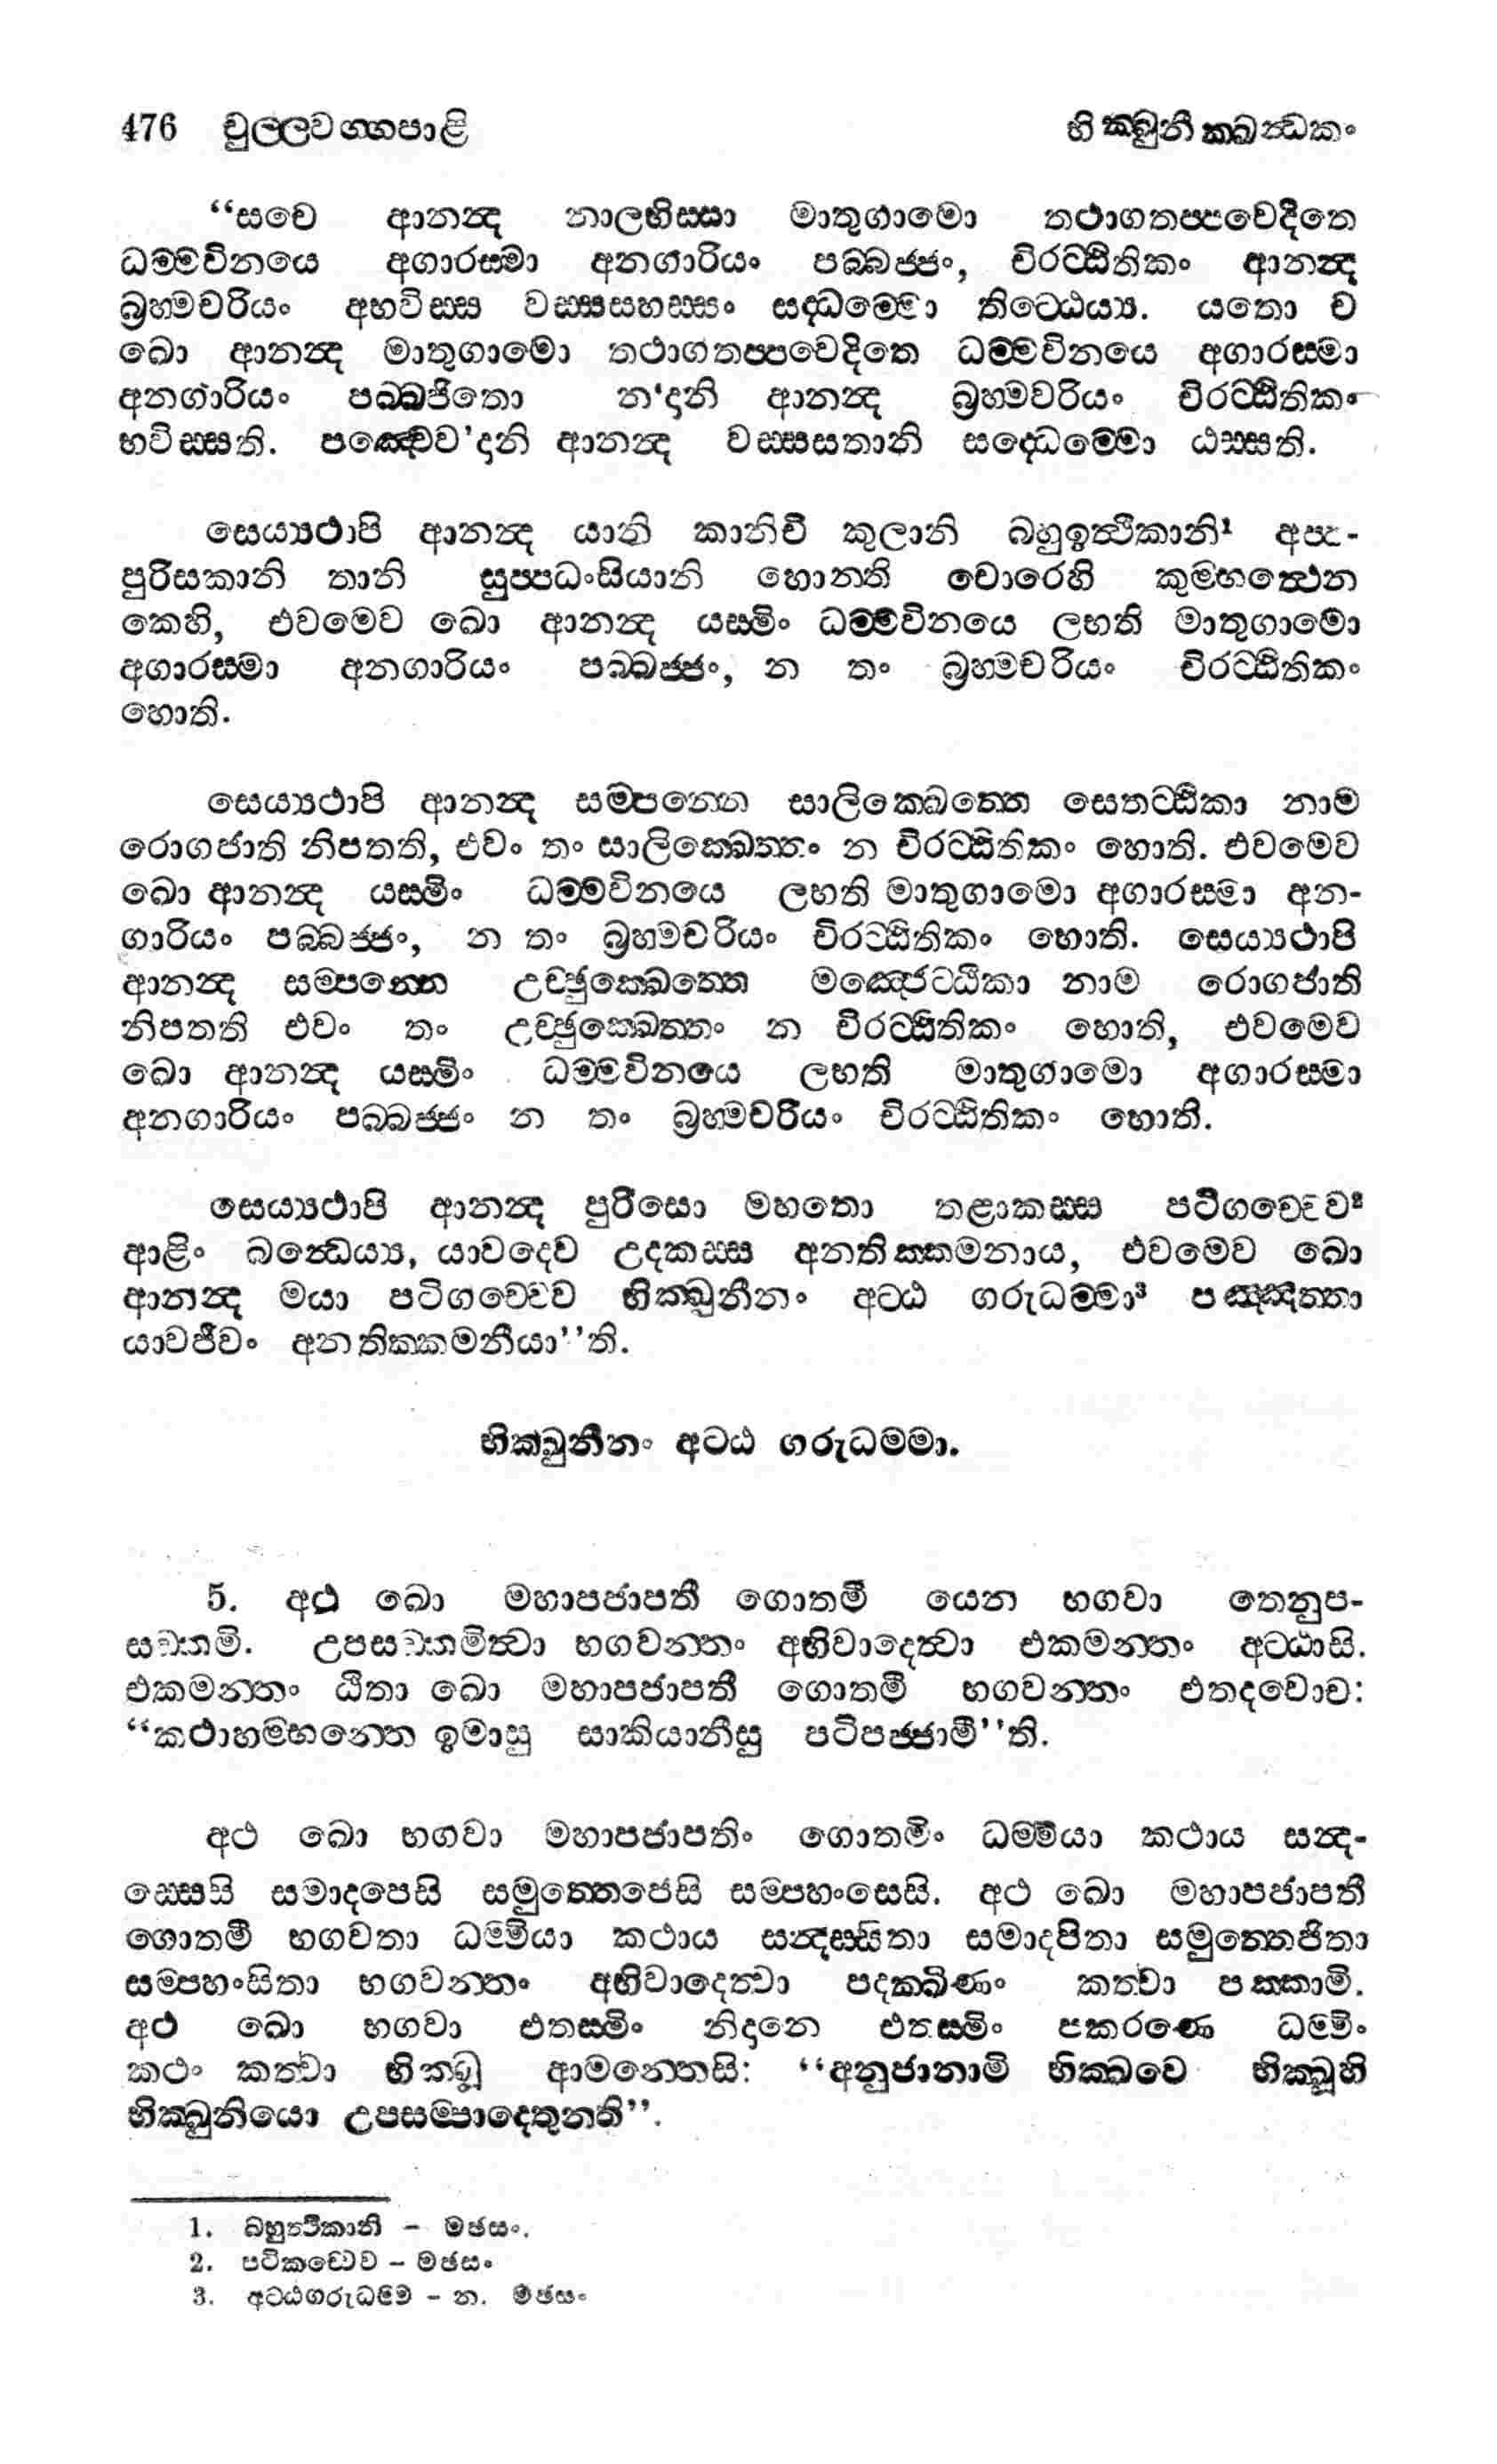 476 චුල්ලවග්ගපාළි භික්ඛුනීක්ඛන්ධකං
“සචෙ ආනන්ද නාලභිස්සා මාතුගාමො තථාගතප්පවෙදිතෙ
ධම්මවිනයෙ අගාරස්මා අනගාරියං පබ්බජ්ජං, චිරට්ඨිතිකං ආනන්ද
බ්‍රහ්මචරියං අභවිස්ස වස්සසහස්සං සද්ධම්මො තිට්ඨෙය්‍ය. යතො ච
ඛො ආනන්ද මාතුගාමො තථාගතප්පවෙදිතෙ ධම්මවිනයෙ අගාරස්මා
අනගාරියං පබ්බජිතො න‘දානි ආනන්ද බ්‍රහ්මචරියං චිරට්ඨිතිකං
භවිස්සති. පඤ්චෙව’දානි ආනන්ද වස්සසතානි සද්ධෙම්මො ඨස්සති.
සෙය්‍යථාපි ආනන්ද යානි කානිචි කුලානි බහුඉත්ථිකානි¹ අප්ප-
පුරිසකානි තානි සුප්පධංසියානි හොන්ති චොරෙහි කුම්භත්ථෙන
කෙහි, එවමෙව ඛො ආනන්ද යස්මිං ධම්මවිනයෙ ලභති මාතුගාමො
අගාරස්මා අනගාරියං පබ්බජ්ජං, න තං බ්‍රහ්මචරියං චිරට්ඨිතිකං
හොති.
සෙය්‍යථාපි ආනන්ද සම්පන්නෙ සාලික්ඛෙත්තෙ සෙතට්ඨිකා නාම
රොගජාති නිපතති, එවං තං සාලික්ඛෙත්තං න චිරට්ඨිතිකං හොති. එවමෙව
ඛො ආනන්ද යස්මිං ධම්මවිනයෙ ලභති මාතුගාමො අගාරස්මා අන-
ගාරියං පබ්බජ්ජං, න තං බ්‍රහ්මචරියං චිරට්ඨිතිකං හොති. සෙය්‍යථාපි
ආනන්ද සම්පන්නෙ උච්ඡුක්ඛෙත්තෙ මඤ්ජෙට්ඨිකා නාම රොගජාති
නිපතති එවං තං උච්ඡුක්ඛෙත්තං න චිරට්ඨිතිකං හොති, එවමෙව
ඛො ආනන්ද යස්මිං ධම්මවිනයෙ ලභති මාතුගාමො අගාරස්මා
අනගාරියං පබ්බජ්ජං න තං බ්‍රහ්මචරියං චිරට්ඨිතිකං හොති.
සෙය්‍යථාපි ආනන්ද පුරිසො මහතො තළාකස්ස පටිගච්චෙව²
ආළිං බන්ධෙය්‍ය, යාවදෙව උදකස්ස අනතික්කමනාය, එවමෙව ඛො
ආනන්ද මයා පටිගච්චෙව භික්ඛුනීනං අට්ඨ ගරුධම්මා³ පඤ්ඤත්තා
යාවජීවං අනතික්කමනීයා’’ති.
භික්ඛුනීනං අට්ඨ ගරුධම්මා.
5. අථ ඛො මහාපජාපතී ගොතමී යෙන භගවා තෙනුප-
සඞ්කමි. උපසඞ්කමිත්වා භගවන්තං අභිවාදෙත්වා එකමන්තං අට්ඨාසි.
එකමන්තං ඨිතා ඛො මහාපජාපතී ගොතමී භගවන්තං එතදවොච:
“කථාහම්භන්තෙ ඉමාසු සාකියානීසු පටිපජ්ජාමී’’ති.
අථ ඛො භගවා මහාපජාපතිං ගොතමිං ධම්මියා කථාය සන්ද-
ස්සෙසි සමාදපෙසි සමුත්තෙජෙසි සම්පහංසෙසි. අථ ඛො මහාපජාපතී
ගොතමී භගවතා ධම්මියා කථාය සන්දස්සිතා සමාදපිතා සමුත්තෙජිතා
සම්පහංසිතා භගවන්තං අභිවාදෙත්වා පදක්ඛිණං කත්වා පක්කාමි.
අථ ඛො භගවා එතස්මිං නිදානෙ එතස්මිං පකරණෙ ධම්මිං
කථං කත්වා භික්ඛූ ආමන්තෙසි: “අනුජානාමි භික්ඛවෙ භික්ඛූහි
භික්ඛුනියො උපසම්පාදෙතුන්ති”.
1. බහුත්ථිකානි – මඡසං.
2. පටිකච්චෙව – මඡසං
3. අට්ඨගරුධම්ම – න. මඡසං